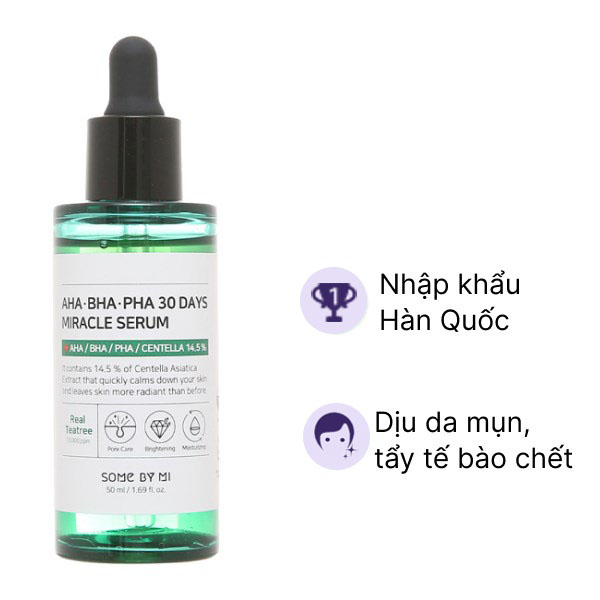 AHA·BHA·PHA 30 DAYS
MIRACLE SERUM
AHA / BHA / PHA / CENTELLA 14.5 %
It contains 14.5 % of Centella Asiatica
Extract that quickly calms down your skin
and leaves skin more radiant than before.
Real
Teatree
Pore Care
Brightening
Moisturizing
SOME BY MI
50 ml / 1.69 fl. oz.
1
Nhập khẩu
Hàn Quốc
Dịu da mụn,
tẩy tế bào chết